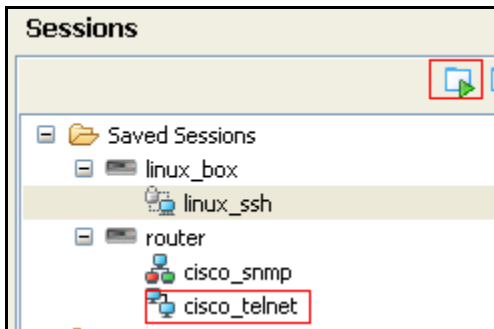 Sessions
Saved Sessions
linux_box
linux_ssh
router
cisco_snmp
cisco_telnet